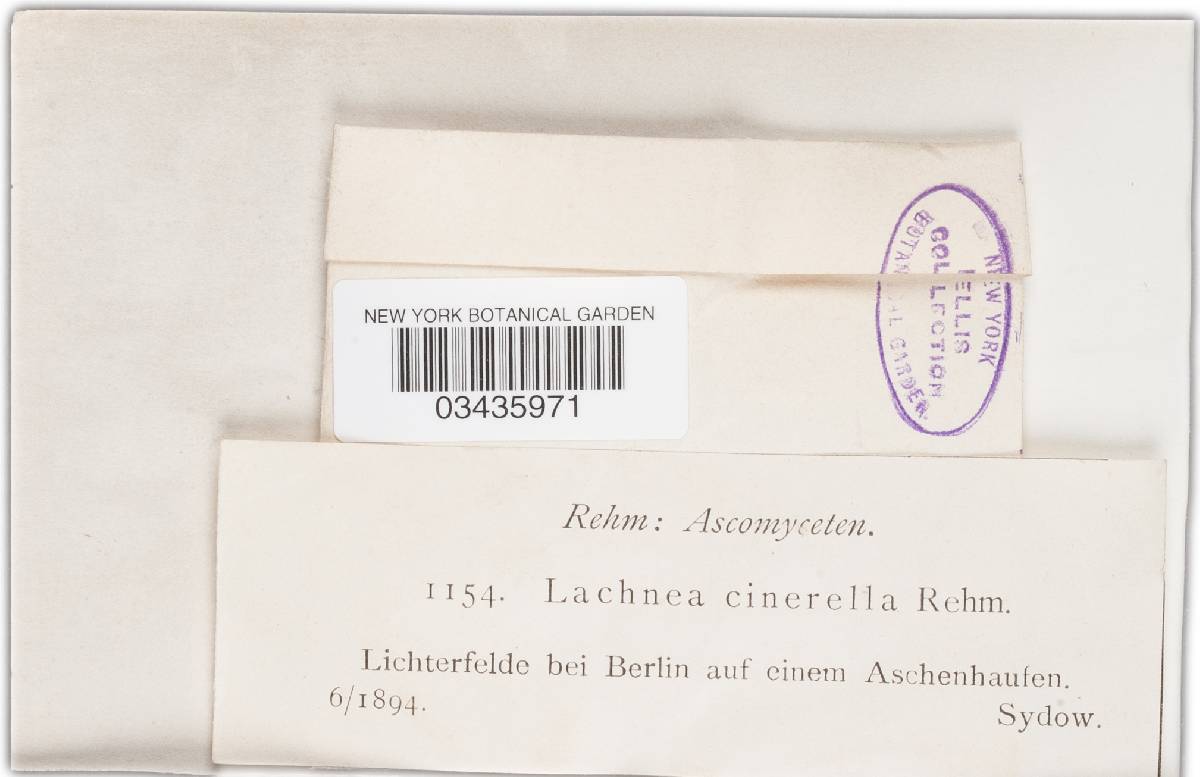 NEW YORK
ELLIS
COLLECTION
BOTANICAL GARDEN.
NEW YORK BOTANICAL GARDEN
03435971
Rehm: Ascomyceten.
1154. Lachnea cinerella Rehm.
Lichterfelde bei Berlin auf einem Aschenhaufen.
6/1894.
Sydow.